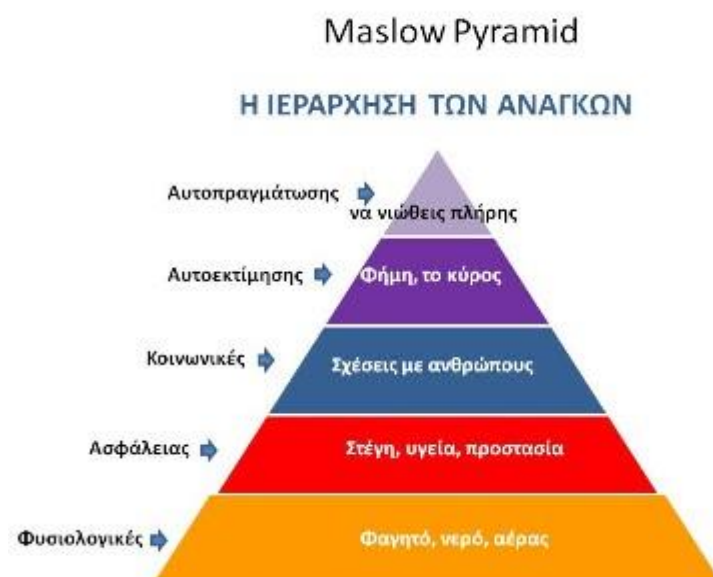 Maslow Pyramid
Η ΙΕΡΑΡΧΗΣΗ ΤΩΝ ΑΝΑΓΚΩΝ
Αυτοπραγμάτωσης
να νιώθεις πλήρης
Αυτοεκτίμησης
Φήμη, το κύρος
Κοινωνικές
Σχέσεις με ανθρώπους
Ασφάλειας
Στέγη, υγεία, προστασία
Φυσιολογικές
Φαγητό, νερό, αέρας